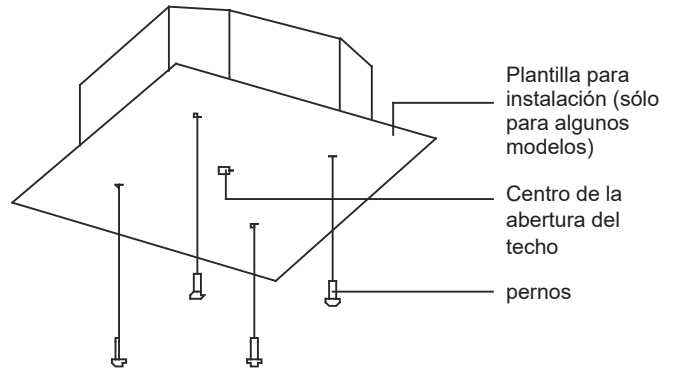 Plantilla para
instalación (sólo
para algunos
modelos)
Centro de la
abertura del
techo
pernos